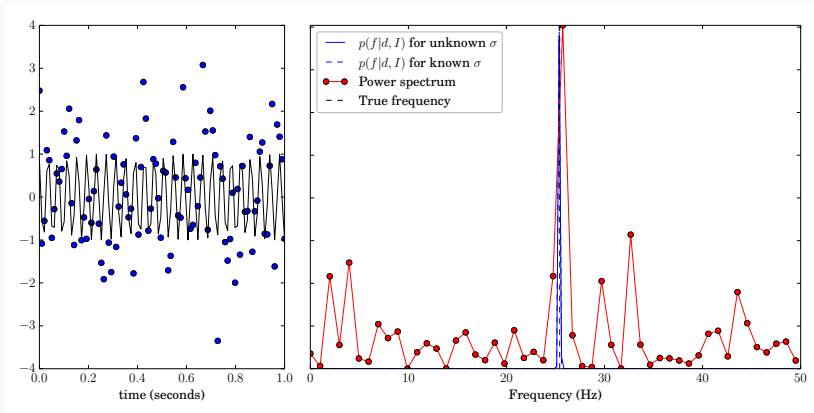 4
3
2
1
0
−1
−2
−3
−4
0.0 0.2 0.4 0.6 0.8 1.0
time (seconds)
p(f|d, I) for unknown σ
p(f|d, I) for known σ
Power spectrum
True frequency
0 10 20 30 40 50
Frequency (Hz)